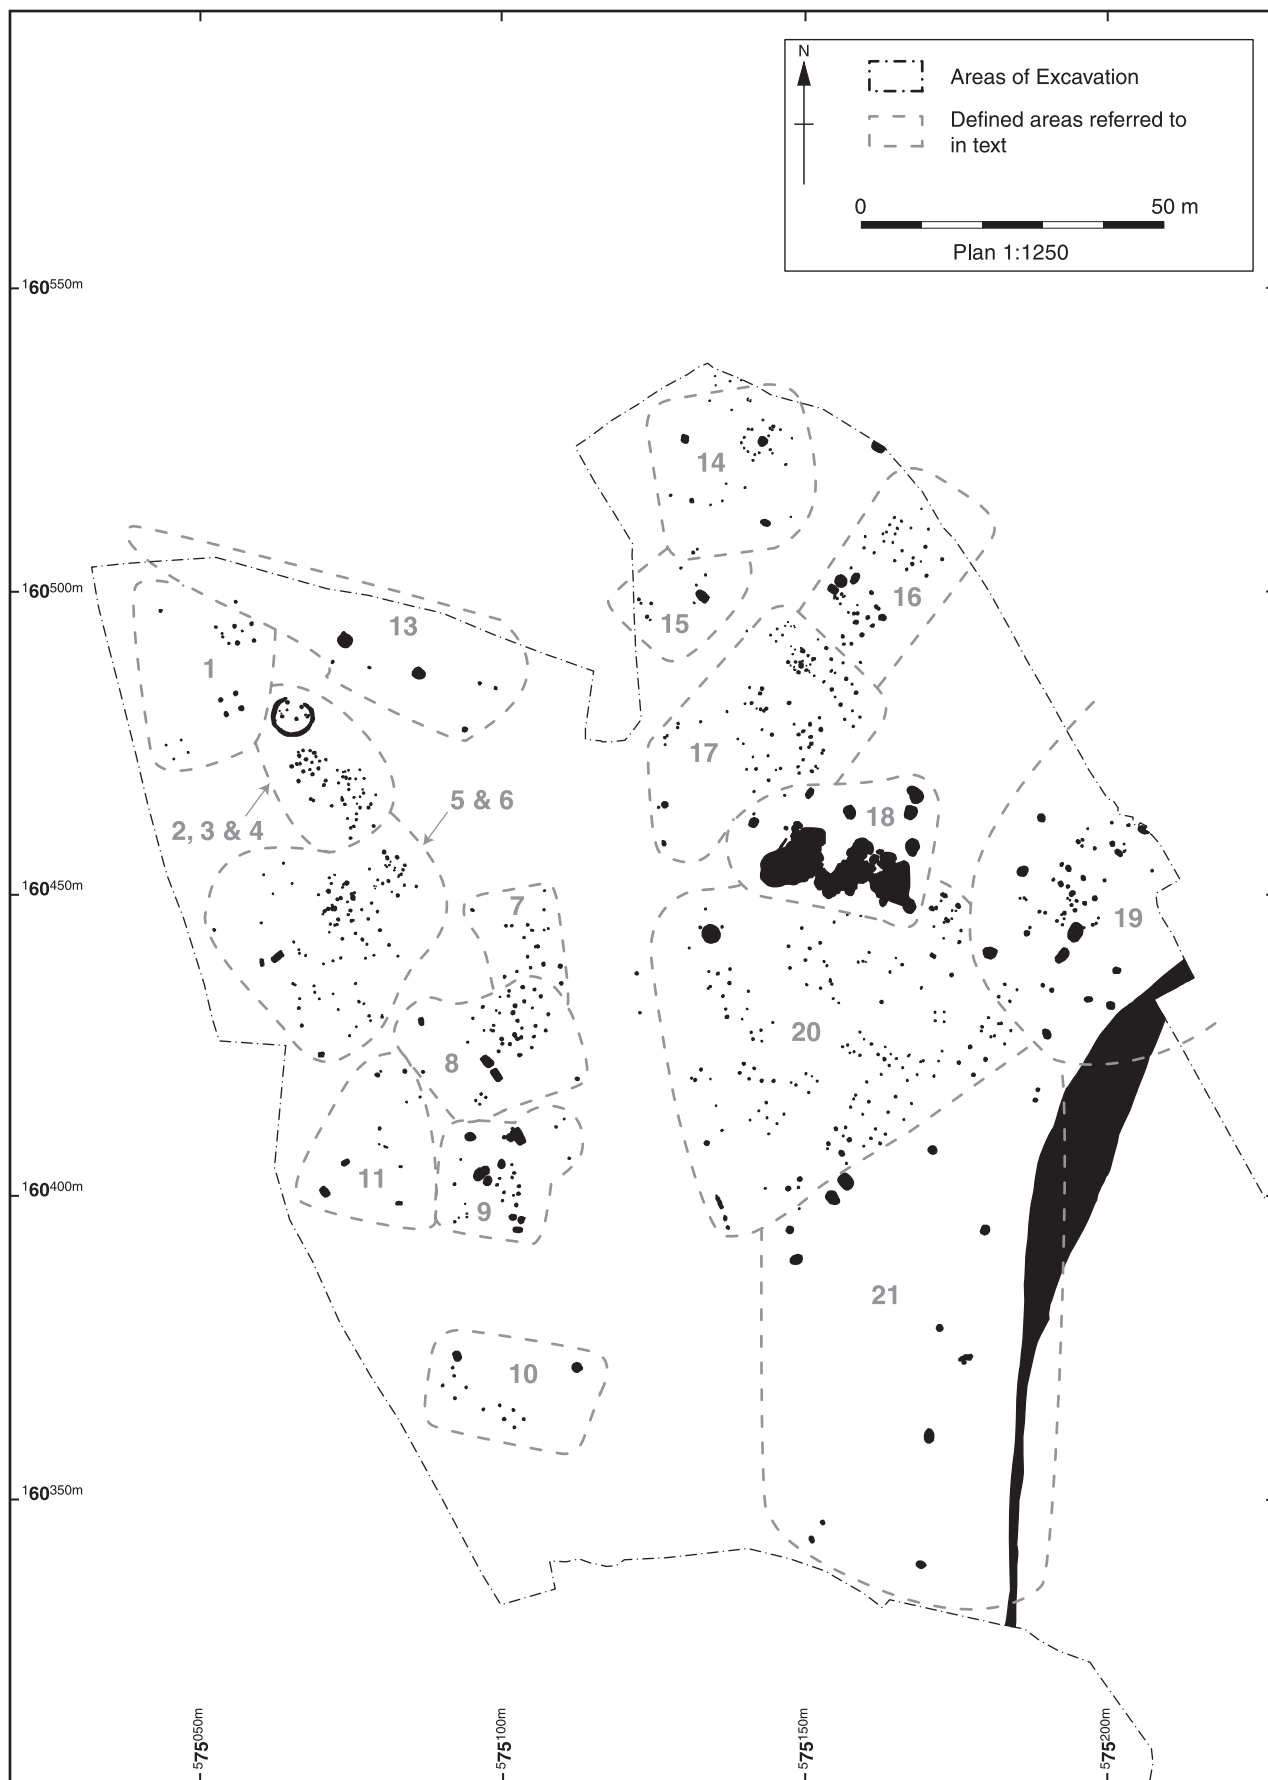 N
Areas of Excavation
Defined areas referred to
in text
0 50 m
Plan 1:1250
160550m
14
160500m
16
13
15
1
17
5 & 6
18
2, 3 & 4
160450m
7
19
20
8
11
9
160400m
21
10
160350m
575050m
575100m
575150m
575200m